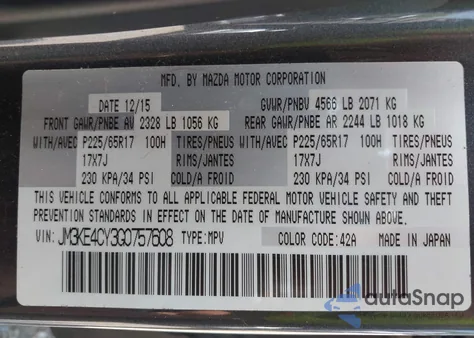 MFD. BY MAZDA MOTOR CORPORATION
DATE 12/15 GVWR/PNBV 4566 LB 2071 KG
FRONT GAWR/PNBE AV 2328 LB 1056 KG REAR GAWR/PNBE AR 2244 LB 1018 KG
WITH/AVEC P225/65R17 100H TIRES/PNEUS WITH/AVEC P225/65R17 100H TIRES/PNEUS
17X7J RIMS/JANTES 17X7J RIMS/JANTES
230 KPA/34 PSI COLD/A FROID 230 KPA/34 PSI COLD/A FROID
THIS VEHICLE CONFORMS TO ALL APPLICABLE FEDERAL MOTOR VEHICLE SAFETY AND THEFT
PREVENTION STANDARDS IN EFFECT ON THE DATE OF MANUFACTURE SHOWN ABOVE.
VIN: JM3KE4CY3G0757608 TYPE:MPV COLOR CODE:42A MADE IN JAPAN
autoSnap